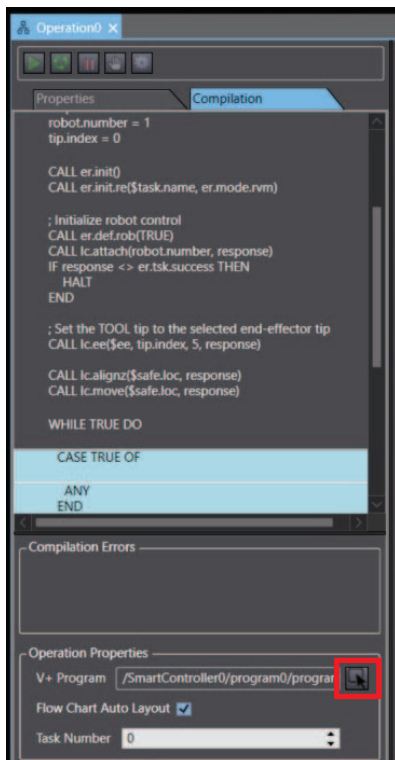 Operation0 ×
Properties
Compilation
robot.number = 1
tip.index = 0
CALL er.init()
CALL er.init.re($task.name, er.mode.rvm)
; Initialize robot control
CALL er.def.rob(TRUE)
CALL lc.attach(robot.number, response)
IF response <> er.tsk.success THEN
HALT
END
; Set the TOOL tip to the selected end-effector tip
CALL lc.ee($ee, tip.index, 5, response)
CALL lc.alignz($safe.loc, response)
CALL lc.move($safe.loc, response)
WHILE TRUE DO
CASE TRUE OF
ANY
END
Compilation Errors
Operation Properties
V+ Program /SmartController0/program0/progra
Flow Chart Auto Layout
Task Number 0